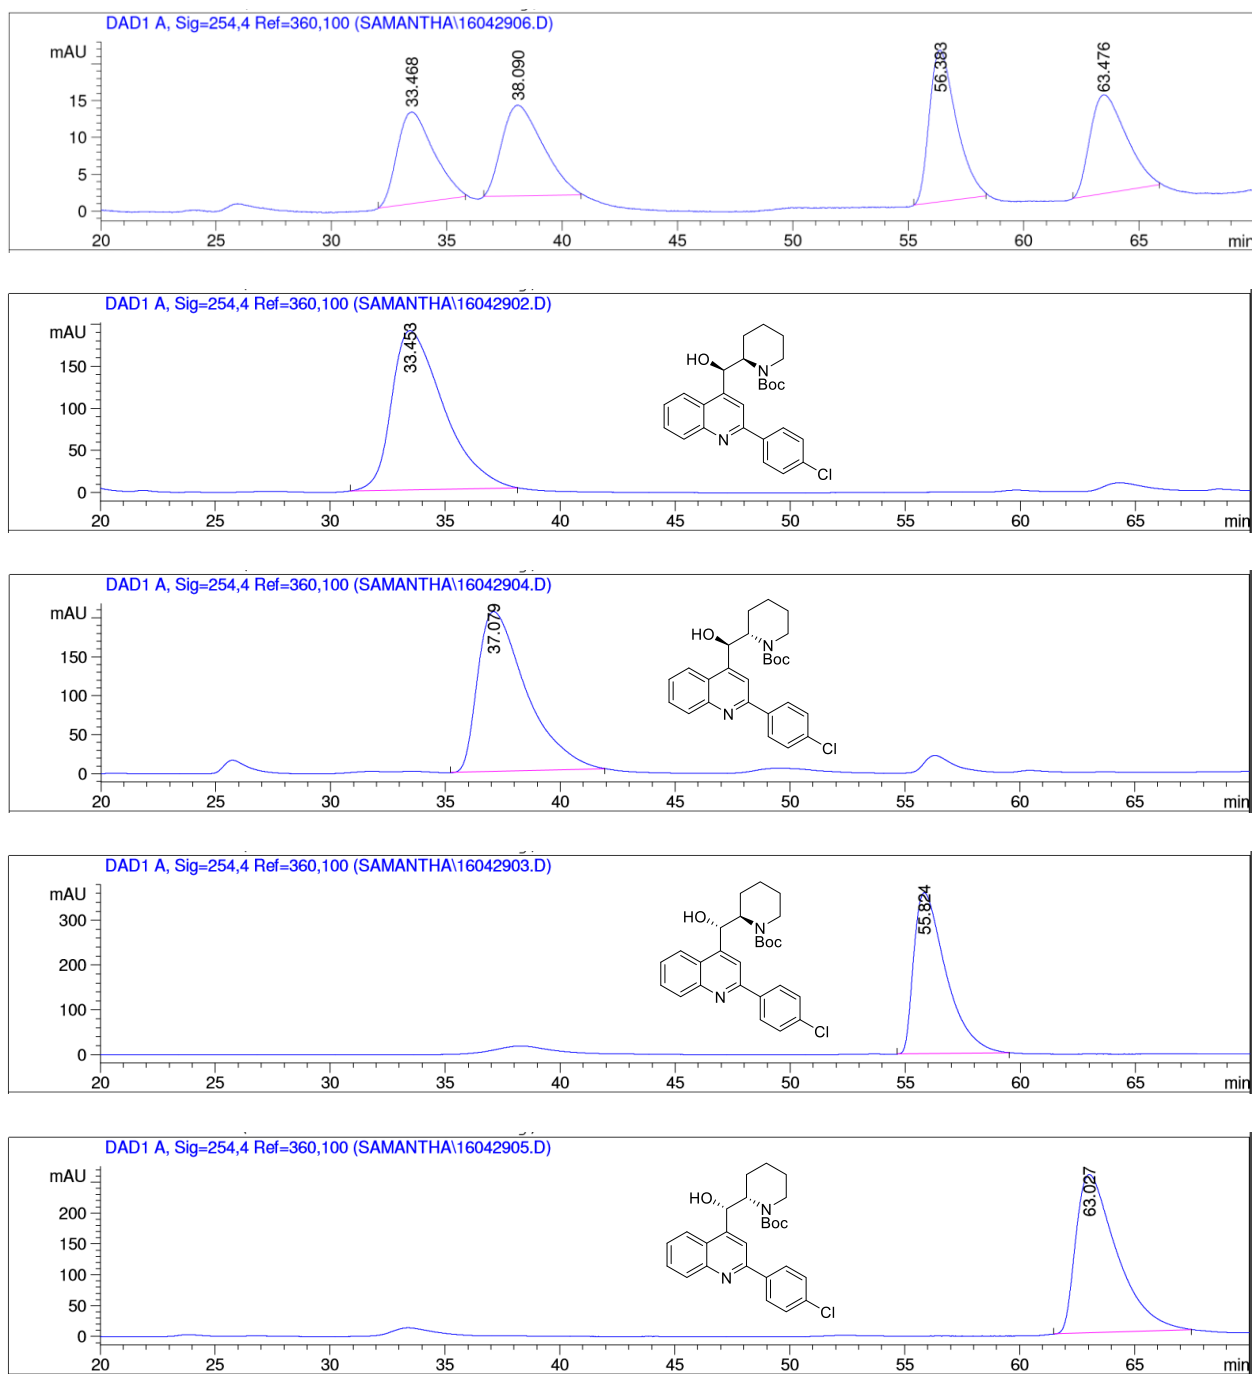 DAD1 A, Sig=254,4 Ref=360,100 (SAMANTHA\16042906.D)
mAU
33.468
38.090
56.383
63.476
15
10
5
0
20 25 30 35 40 45 50 55 60 65 min
DAD1 A, Sig=254,4 Ref=360,100 (SAMANTHA\16042902.D)
mAU
33.453
150
100
50
0
HO
N
Boc
N
Cl
20 25 30 35 40 45 50 55 60 65 min
DAD1 A, Sig=254,4 Ref=360,100 (SAMANTHA\16042904.D)
mAU
37.079
150
100
50
0
HO
N
Boc
N
Cl
20 25 30 35 40 45 50 55 60 65 min
DAD1 A, Sig=254,4 Ref=360,100 (SAMANTHA\16042903.D)
mAU
55.824
300
200
100
0
HO
N
Boc
N
Cl
20 25 30 35 40 45 50 55 60 65 min
DAD1 A, Sig=254,4 Ref=360,100 (SAMANTHA\16042905.D)
mAU
63.027
200
150
100
50
0
HO
N
Boc
N
Cl
20 25 30 35 40 45 50 55 60 65 min